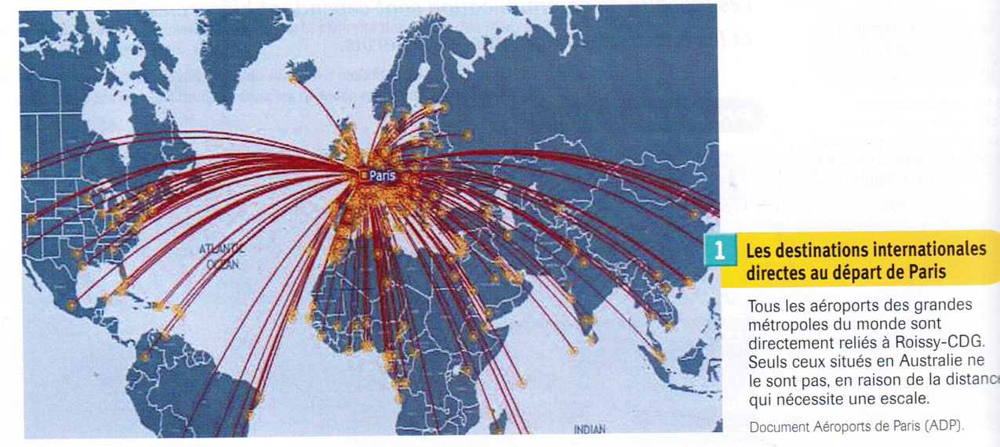 Paris
ATLANTIC
OCEAN
INDIAN
1
Les destinations internationales
directes au départ de Paris
Tous les aéroports des grandes
métropoles du monde sont
directement reliés à Roissy-CDG.
Seuls ceux situés en Australie ne
le sont pas, en raison de la distance
qui nécessite une escale.
Document Aéroports de Paris (ADP).